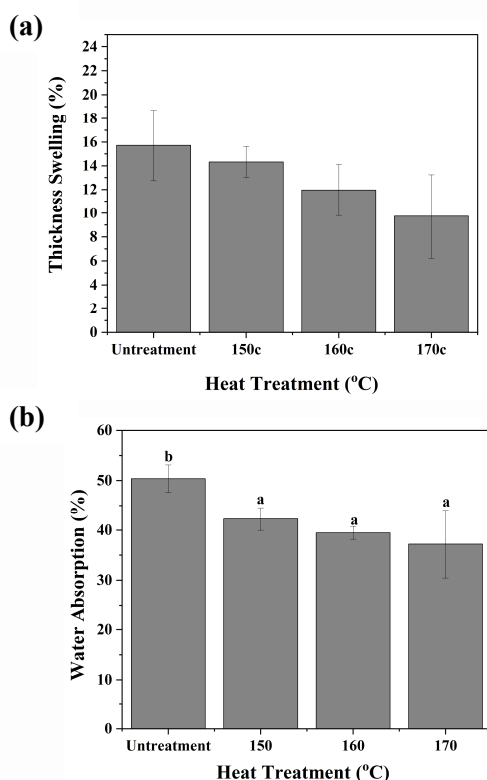 (a)
Thickness Swelling (%)
24
22
20
18
16
14
12
10
8
6
4
2
0
Untreatment 150c 160c 170c
Heat Treatment (°C)
(b)
Water Absorption (%)
60
50
40
30
20
10
0
b
a
a
a
Untreatment 150 160 170
Heat Treatment (°C)